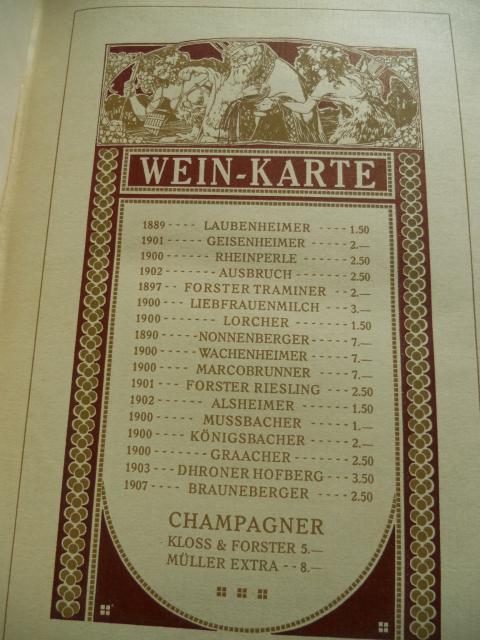 WEIN-KARTE
1889 ---- LAUBENHEIMER ---- 1.50
1901 ----- GEISENHEIMER ---- 2.—
1900 ------ RHEINPERLE ----- 2.50
1902 ------- AUSBRUCH ------ 2.50
1897 -- FORSTER TRAMINER -- 2.—
1900 --- LIEBFRAUENMILCH --- 3.—
1900 ------- LORCHER ------- 1.50
1890 ---- NONNENBERGER ---- 7.—
1900 ---- WACHENHEIMER ---- 7.—
1900 ---- MARCOBRUNNER ---- 7.—
1901 -- FORSTER RIESLING --- 2.50
1902 ------ ALSHEIMER ------ 1.50
1900 ----- MUSSBACHER ----- 1.—
1900 ---- KÖNIGSBACHER ---- 2.—
1900 ------ GRAACHER ------ 2.50
1903 -- DHRONER HOFBERG -- 3.50
1907 ---- BRAUNEBERGER ---- 2.50
CHAMPAGNER
KLOSS & FORSTER 5.—
MÜLLER EXTRA -- 8.—